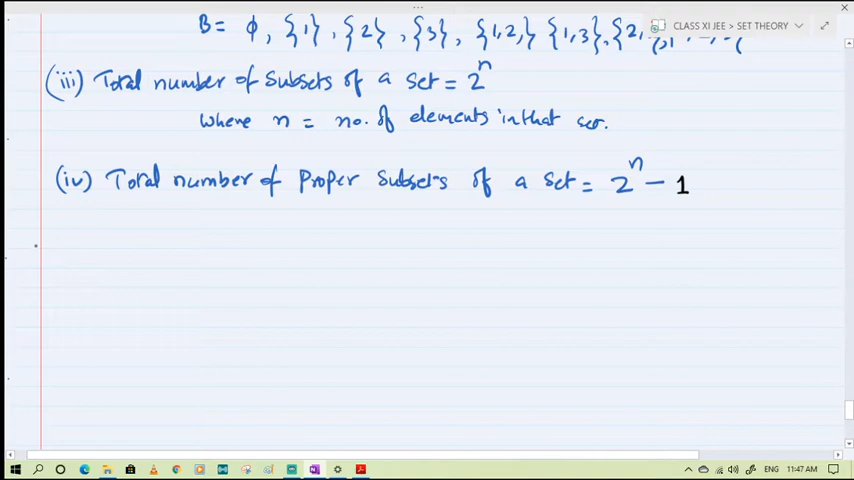 CLASS XI JEE > SET THEORY
B = φ, {1}, {2}, {3}, {1,2,} {1,3}, {2,
(iii) Total number of Subsets of a set = 2^n
where n = no. of elements in that set.
(iv) Total number of Proper Subsets of a set = 2^n − 1
ENG 11:47 AM